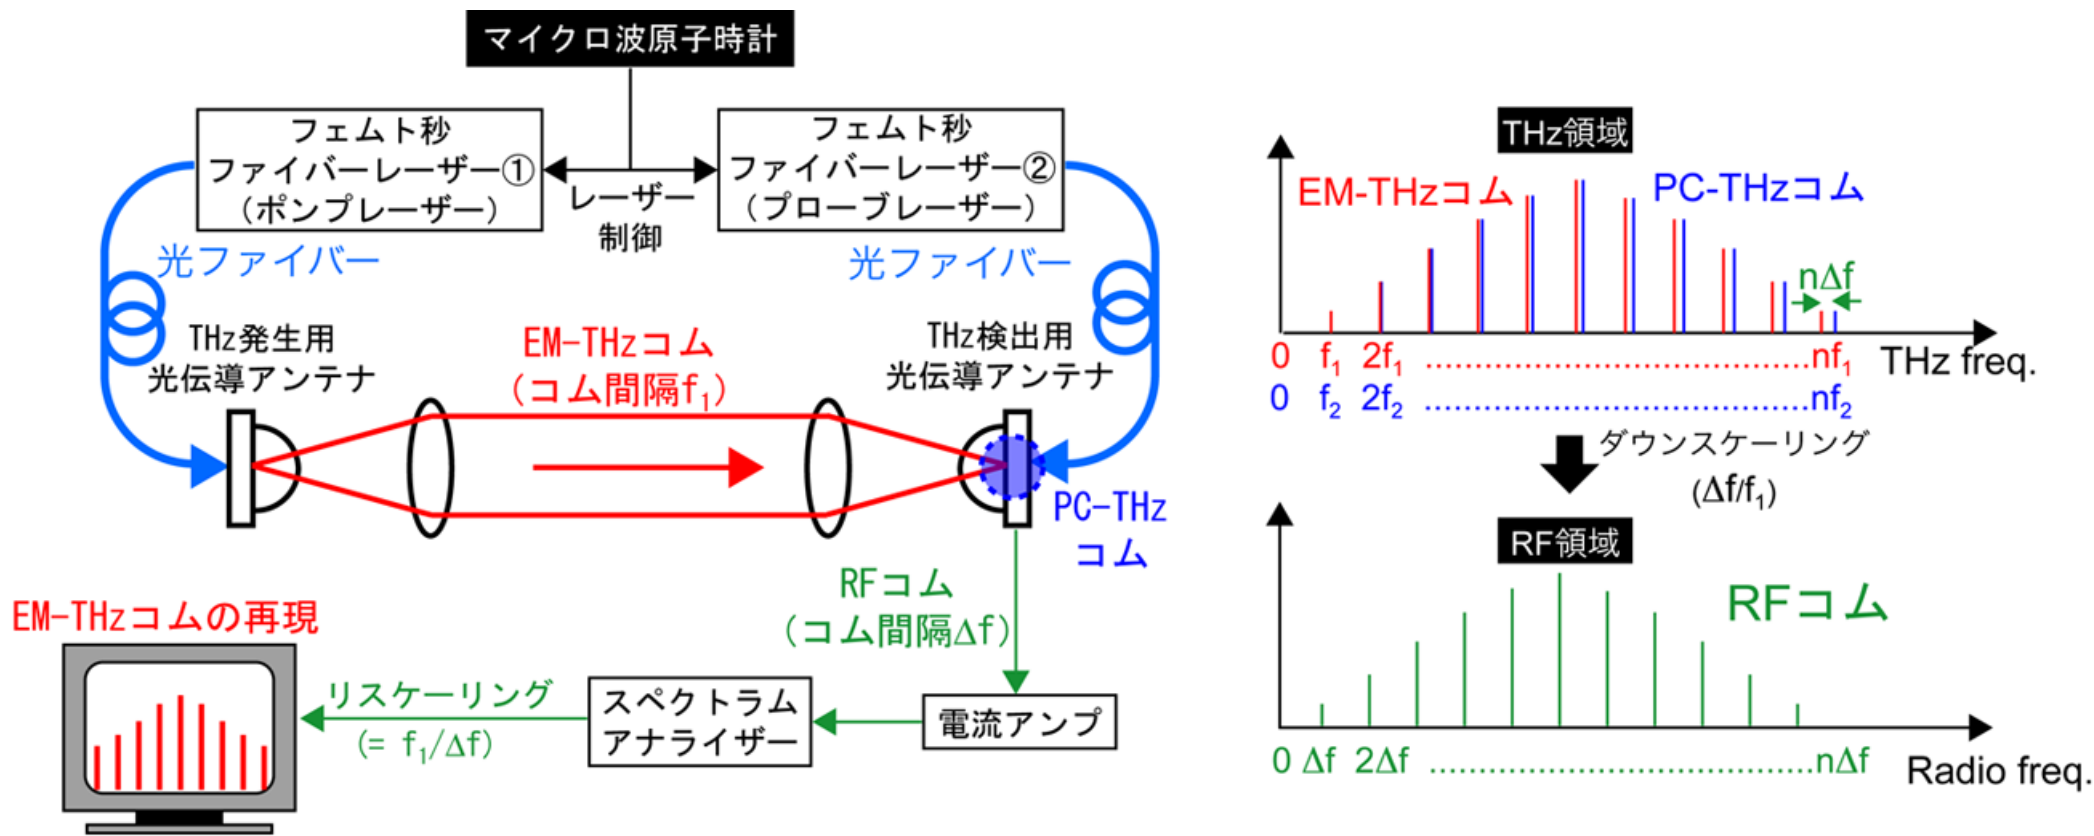 マイクロ波原子時計
フェムト秒
ファイバーレーザー①
(ポンプレーザー)
レーザー
制御
フェムト秒
ファイバーレーザー②
(プローブレーザー)
光ファイバー
光ファイバー
THz発生用
光伝導アンテナ
EM-THzコム
(コム間隔f₁)
THz検出用
光伝導アンテナ
PC-THz
コム
RFコム
(コム間隔Δf)
電流アンプ
スペクトラム
アナライザー
リスケーリング
(= f₁/Δf)
EM-THzコムの再現
THz領域
EM-THzコム
PC-THzコム
nΔf
0 f₁ 2f₁ ........................................nf₁
THz freq.
0 f₂ 2f₂ ........................................nf₂
ダウンスケーリング
(Δf/f₁)
RF領域
RFコム
0 Δf 2Δf ........................................nΔf
Radio freq.